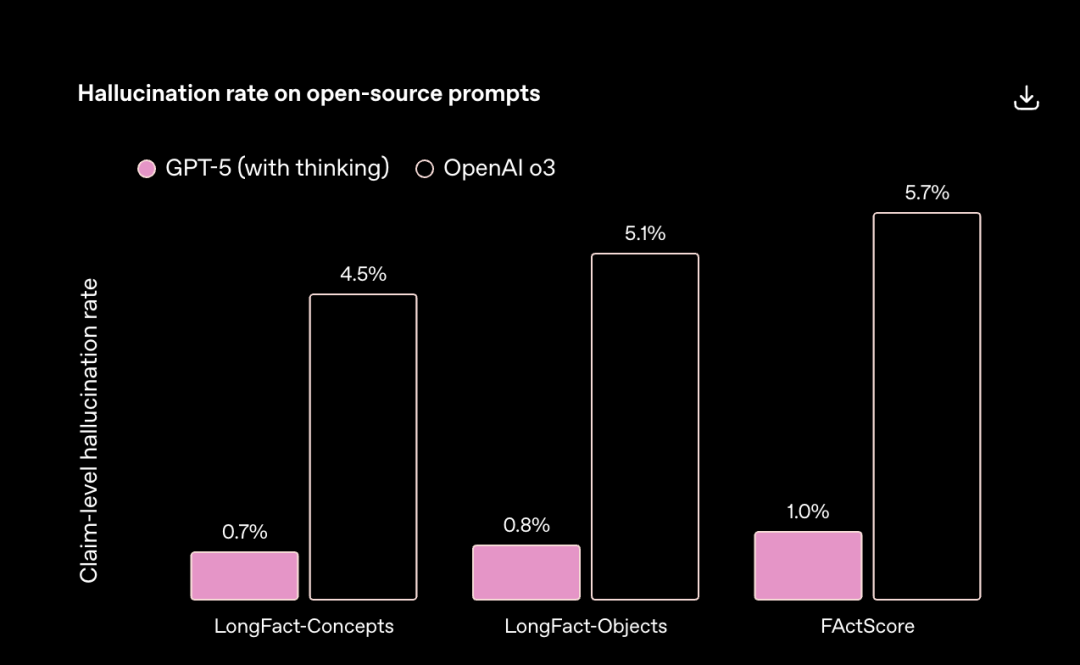 Hallucination rate on open-source prompts
GPT-5 (with thinking) OpenAI o3
Claim-level hallucination rate
0.7% 4.5% 0.8% 5.1% 1.0% 5.7%
LongFact-Concepts LongFact-Objects FActScore